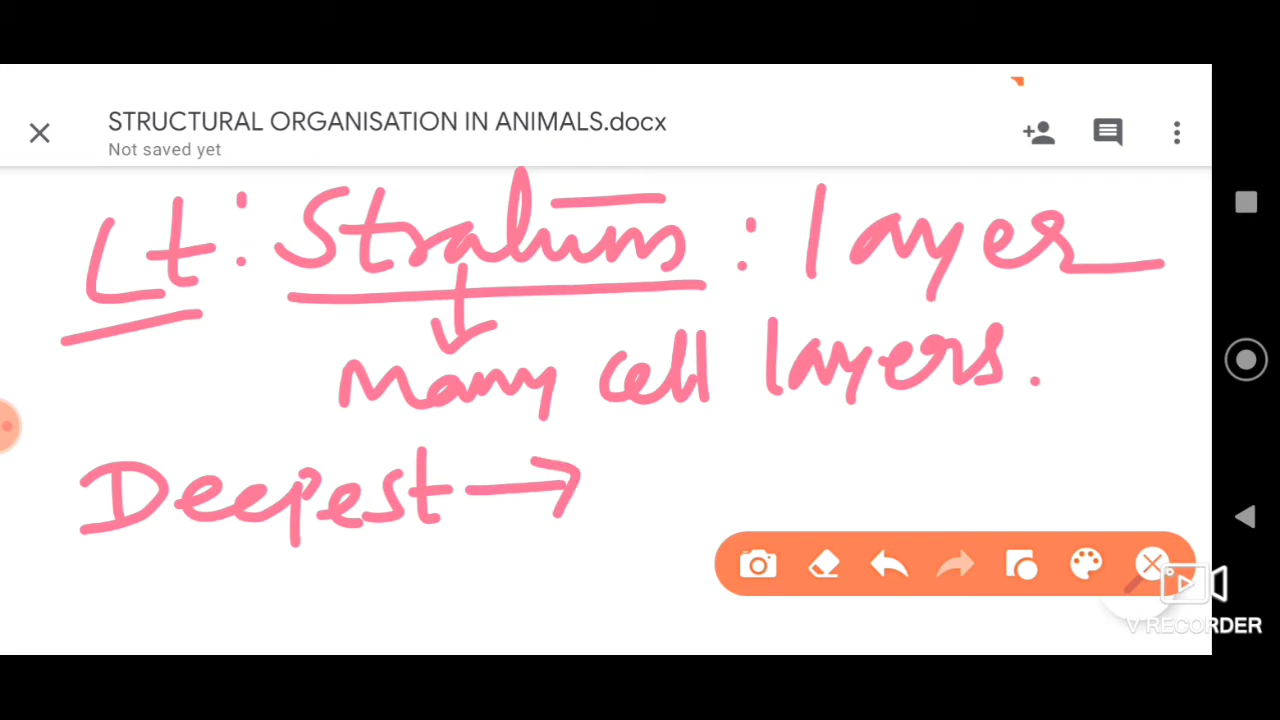 STRUCTURAL ORGANISATION IN ANIMALS.docx
Not saved yet
Lt: Stratum : layer
Many cell layers.
Deepest →
V RECORDER